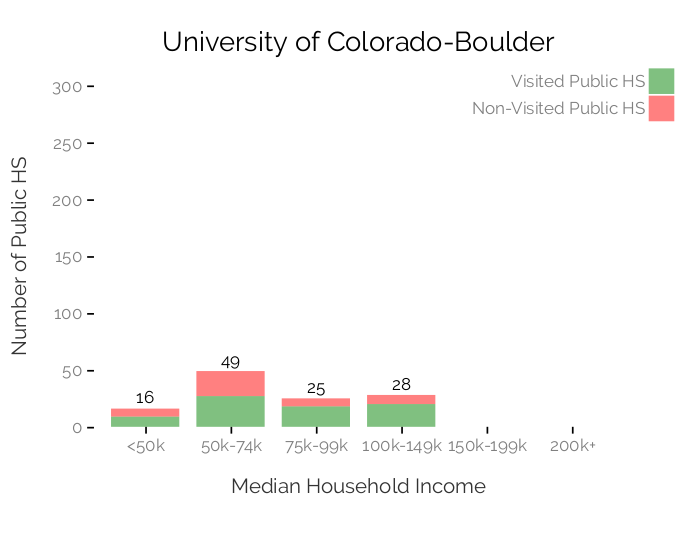 University of Colorado-Boulder
Visited Public HS
Non-Visited Public HS
Number of Public HS
300
250
200
150
100
50
0
16
49
25
28
<50k
50k-74k
75k-99k
100k-149k
150k-199k
200k+
Median Household Income